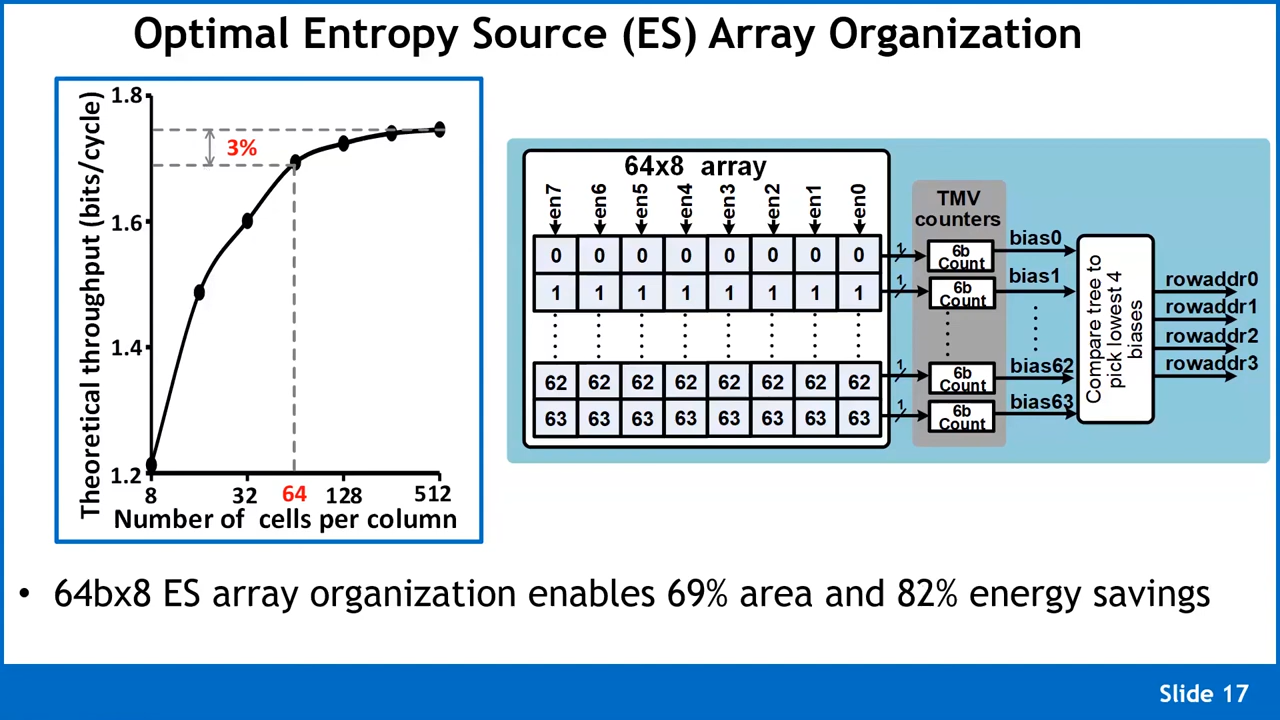 Optimal Entropy Source (ES) Array Organization
Theoretical throughput (bits/cycle)
1.8
1.6
1.4
1.2
3%
8 32 64 128 512
Number of cells per column
64x8 array
en7 en6 en5 en4 en3 en2 en1 en0
0 0 0 0 0 0 0 0
1 1 1 1 1 1 1 1
62 62 62 62 62 62 62 62
63 63 63 63 63 63 63 63
1
1
1
1
TMV
counters
6b
Count
6b
Count
6b
Count
6b
Count
bias0
bias1
bias62
bias63
Compare tree to
pick lowest 4
biases
rowaddr0
rowaddr1
rowaddr2
rowaddr3
• 64bx8 ES array organization enables 69% area and 82% energy savings
Slide 17